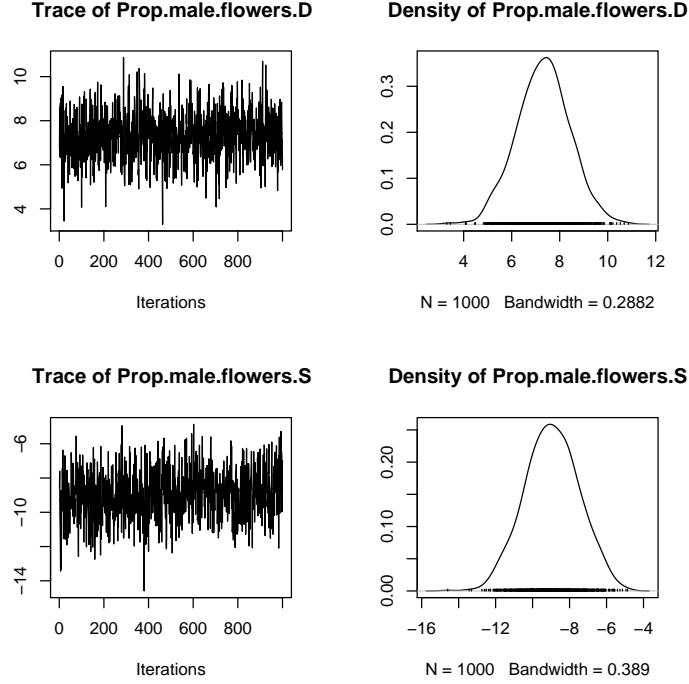 Trace of Prop.male.flowers.D
Density of Prop.male.flowers.D
10
8
6
4
0 200 400 600 800
Iterations
0.3
0.2
0.1
0.0
4 6 8 10 12
N = 1000 Bandwidth = 0.2882
Trace of Prop.male.flowers.S
Density of Prop.male.flowers.S
−6
−10
−14
0 200 400 600 800
Iterations
0.20
0.10
0.00
−16 −12 −8 −6 −4
N = 1000 Bandwidth = 0.389